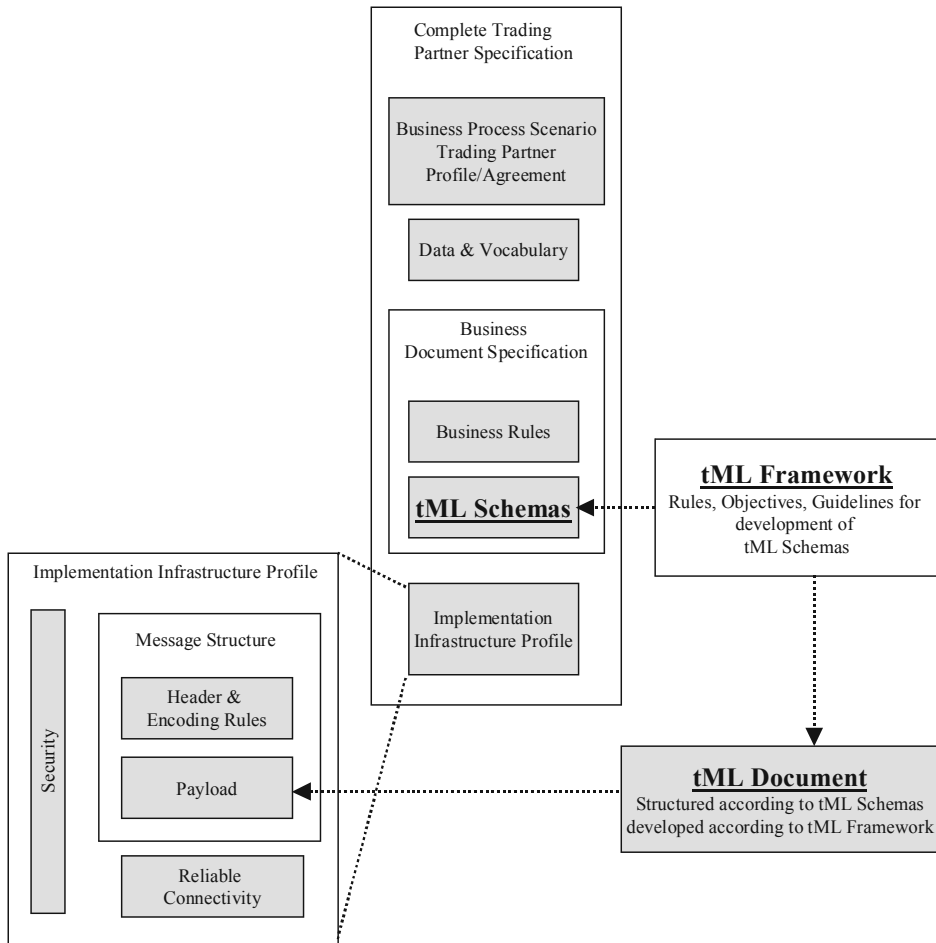 Complete Trading
Partner Specification
Business Process Scenario
Trading Partner
Profile/Agreement
Data & Vocabulary
Business
Document Specification
Business Rules
tML Schemas
tML Framework
Rules, Objectives, Guidelines for
development of
tML Schemas
Implementation
Infrastructure Profile
Implementation Infrastructure Profile
Security
Message Structure
Header &
Encoding Rules
Payload
Reliable
Connectivity
tML Document
Structured according to tML Schemas
developed according to tML Framework